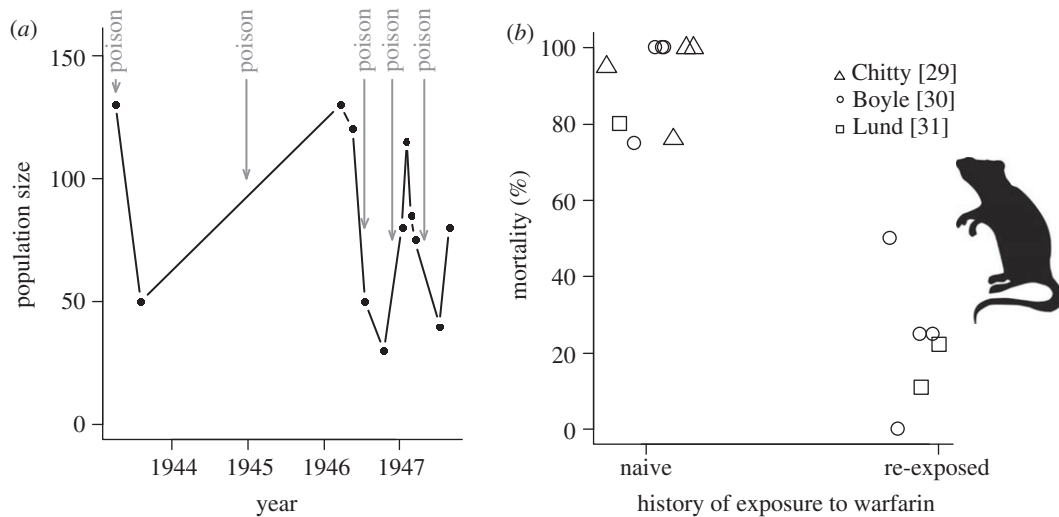 (a)
poison
poison
poison
poison
poison
150
100
50
0
population size
1944
1945
1946
1947
year
(b)
100
80
60
40
20
0
mortality (%)
Chitty [29]
Boyle [30]
Lund [31]
naive
re-exposed
history of exposure to warfarin